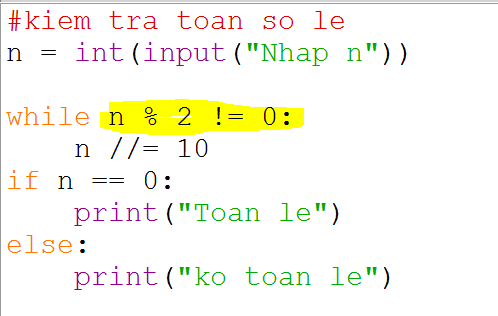 #kiem tra toan so le
n = int(input("Nhap n"))
while n % 2 != 0:
    n //= 10
if n == 0:
    print("Toan le")
else:
    print("ko toan le")